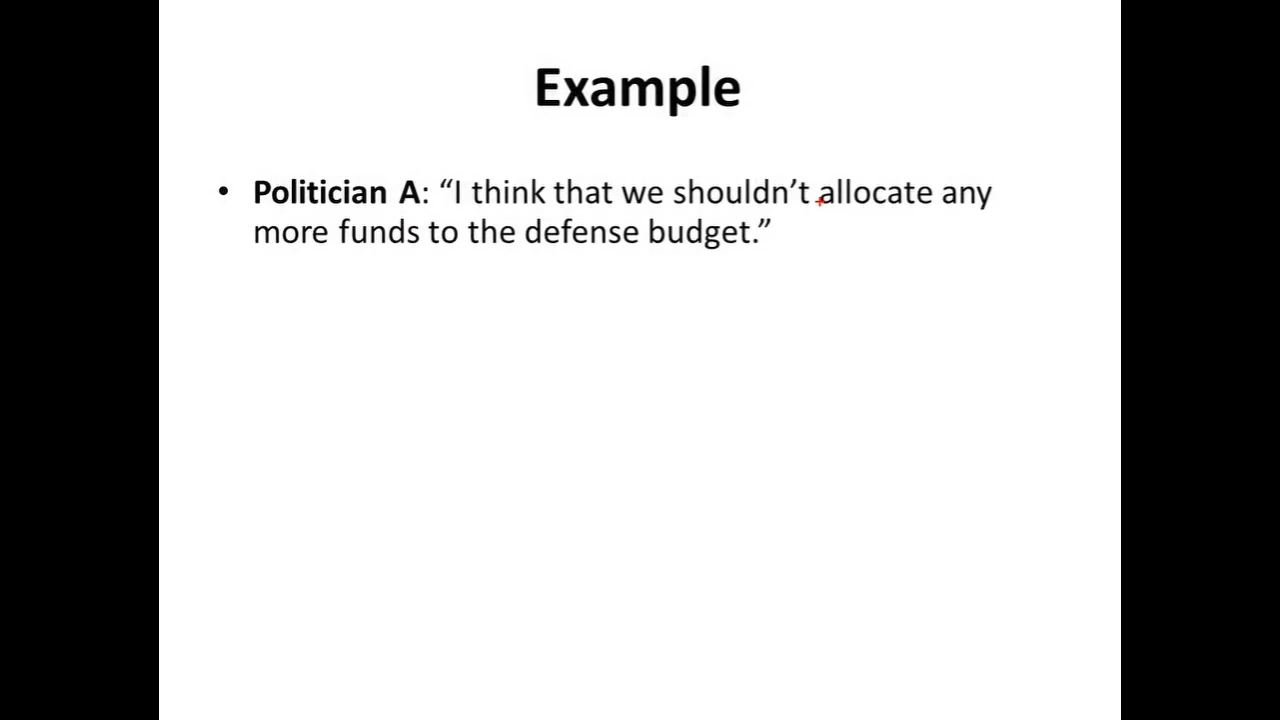 Example
• Politician A: “I think that we shouldn’t allocate any
more funds to the defense budget.”